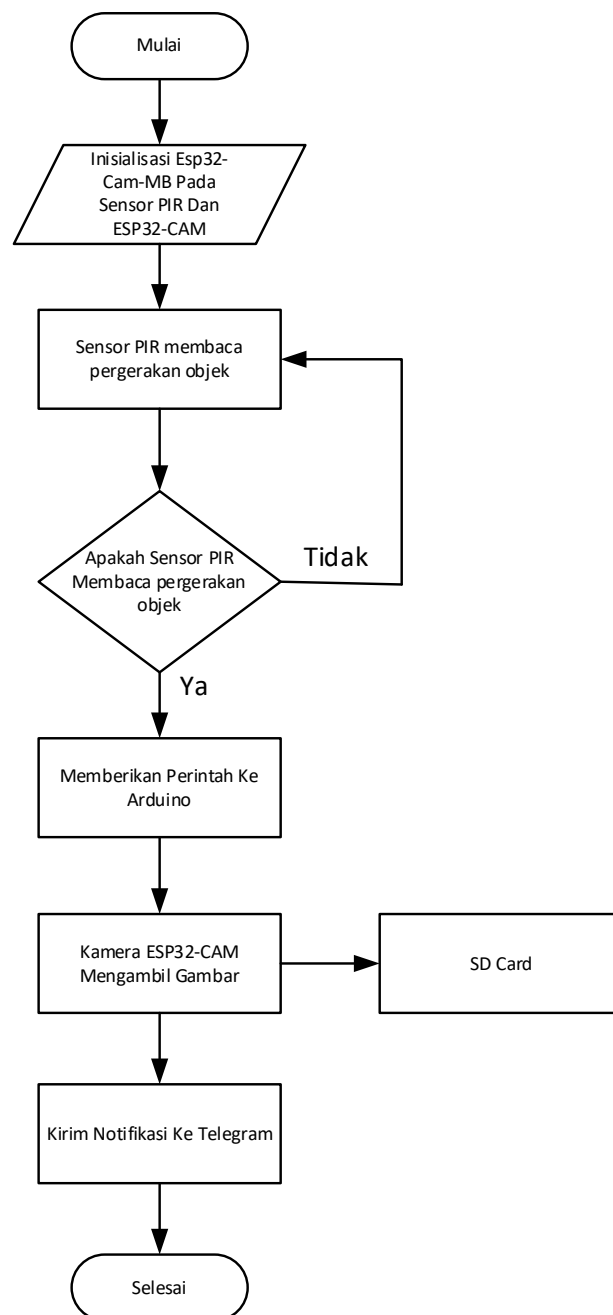 Mulai
Inisialisasi Esp32-
Cam-MB Pada
Sensor PIR Dan
ESP32-CAM
Sensor PIR membaca
pergerakan objek
Apakah Sensor PIR
Membaca pergerakan
objek
Tidak
Ya
Memberikan Perintah Ke
Arduino
Kamera ESP32-CAM
Mengambil Gambar
SD Card
Kirim Notifikasi Ke Telegram
Selesai